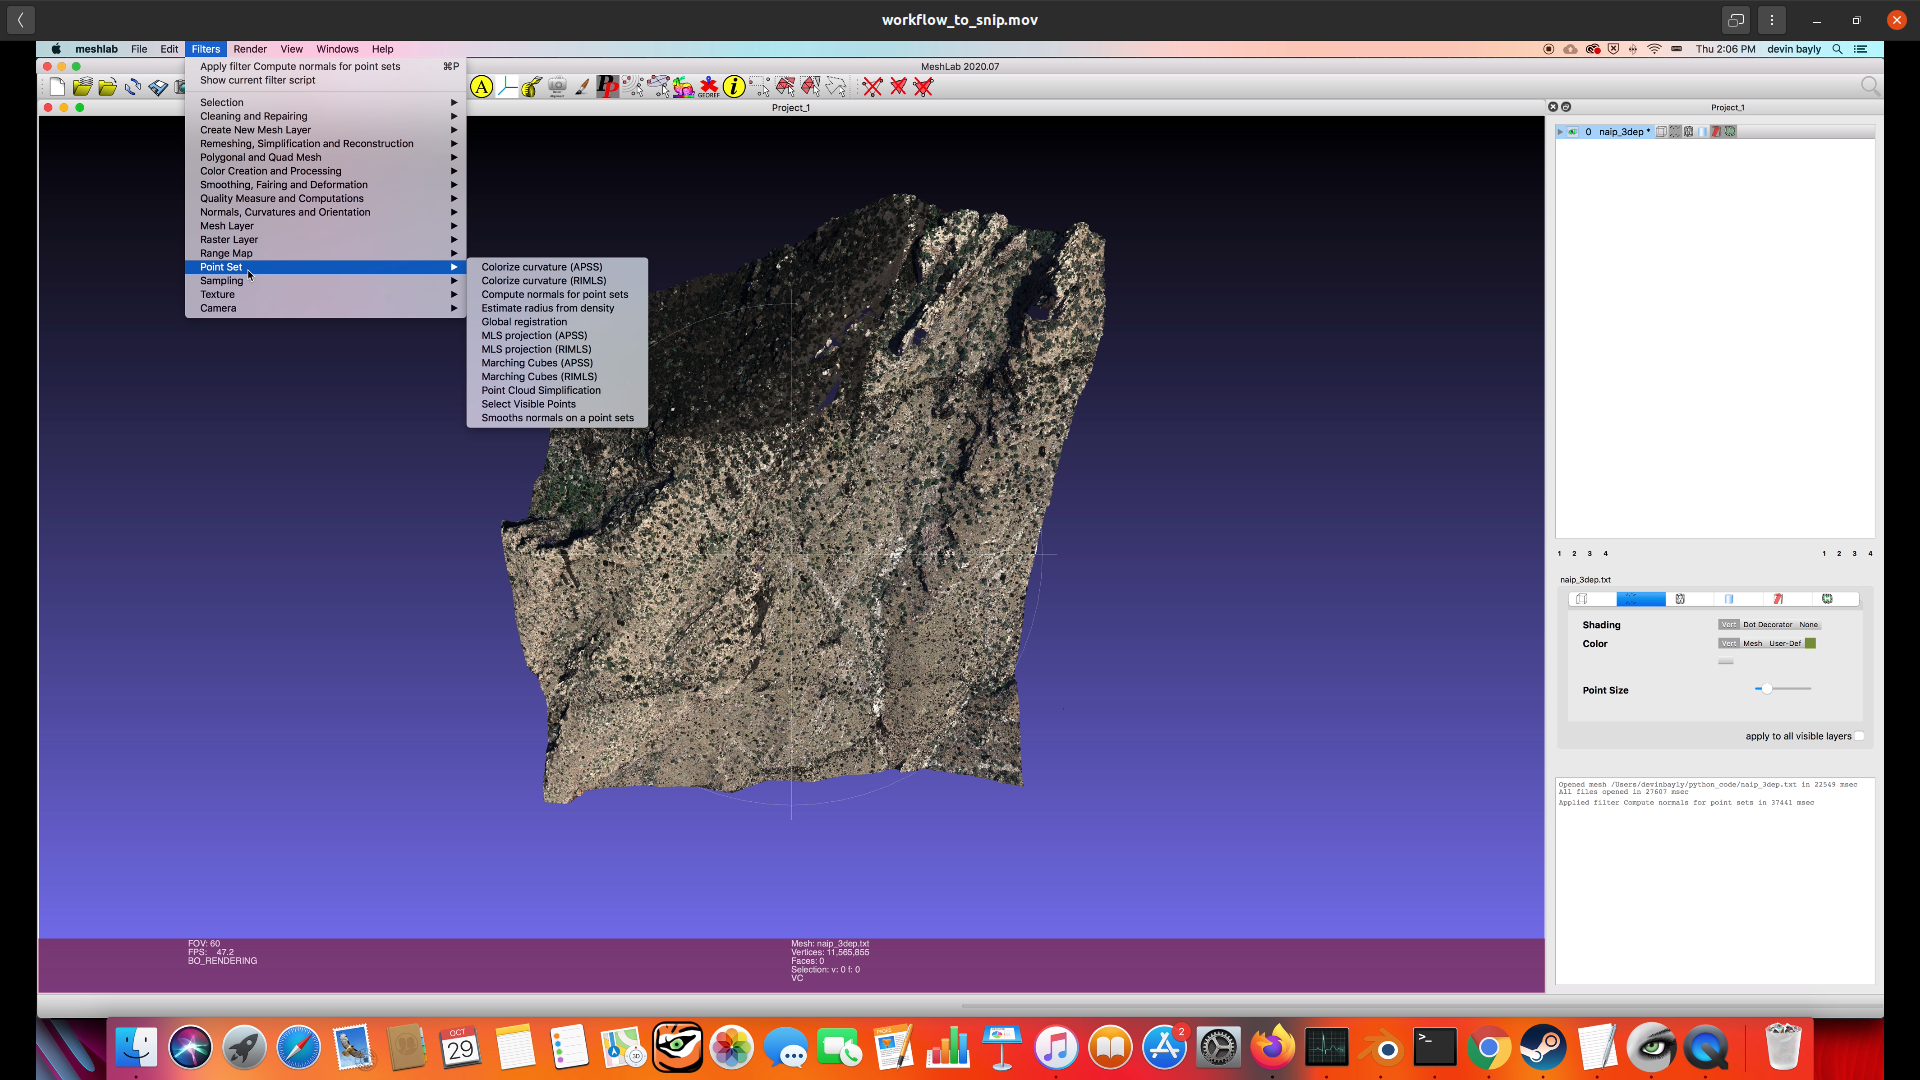 workflow_to_snip.mov
meshlab File Edit Filters Render View Windows Help
Thu 2:06 PM devin bayly
MeshLab 2020.07
Project_1
Project_1
Apply filter Compute normals for point sets ⌘P
Show current filter script
Selection
Cleaning and Repairing
Create New Mesh Layer
Remeshing, Simplification and Reconstruction
Polygonal and Quad Mesh
Color Creation and Processing
Smoothing, Fairing and Deformation
Quality Measure and Computations
Normals, Curvatures and Orientation
Mesh Layer
Raster Layer
Range Map
Point Set
Sampling
Texture
Camera
Colorize curvature (APSS)
Colorize curvature (RIMLS)
Compute normals for point sets
Estimate radius from density
Global registration
MLS projection (APSS)
MLS projection (RIMLS)
Marching Cubes (APSS)
Marching Cubes (RIMLS)
Point Cloud Simplification
Select Visible Points
Smooths normals on a point sets
A
GEOREF
i
0 naip_3dep *
1 2 3 4 1 2 3 4
naip_3dep.txt
Shading Vert Dot Decorator None
Color Vert Mesh User-Def
Point Size
apply to all visible layers
Opened mesh /Users/devinbayly/python_code/naip_3dep.txt in 22549 msec
All files opened in 27607 msec
Applied filter Compute normals for point sets in 37441 msec
FOV: 60
FPS: 47.2
BO_RENDERING
Mesh: naip_3dep.txt
Vertices: 11,565,855
Faces: 0
Selection: v: 0 f: 0
VC
OCT
29
3D
2